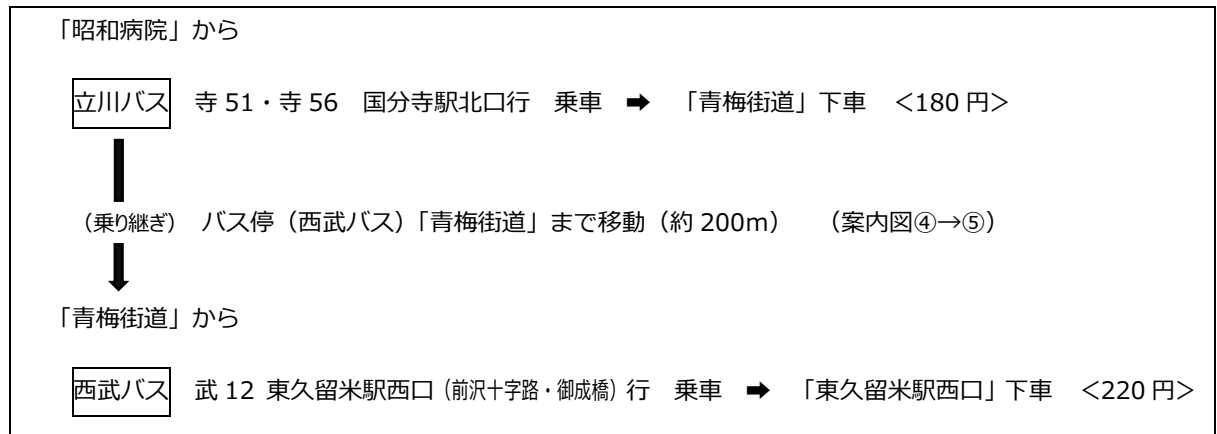 「昭和病院」から
立川バス 寺 51・寺 56 国分寺駅北口行 乗車 ➡ 「青梅街道」下車 <180 円>
(乗り継ぎ) バス停(西武バス)「青梅街道」まで移動(約 200m) (案内図④→⑤)
「青梅街道」から
西武バス 武 12 東久留米駅西口(前沢十字路・御成橋)行 乗車 ➡ 「東久留米駅西口」下車 <220 円>